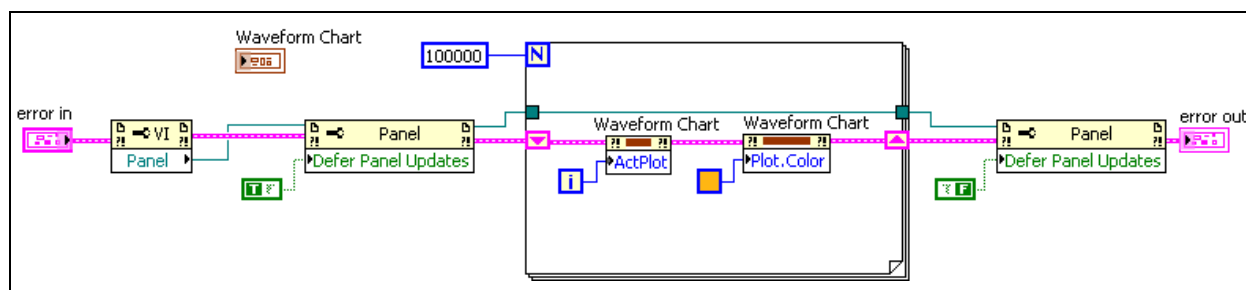 Waveform Chart
100000
N
error in
VI
Panel
Panel
Defer Panel Updates
T
Waveform Chart
ActPlot
i
Waveform Chart
Plot.Color
Panel
Defer Panel Updates
F
error out